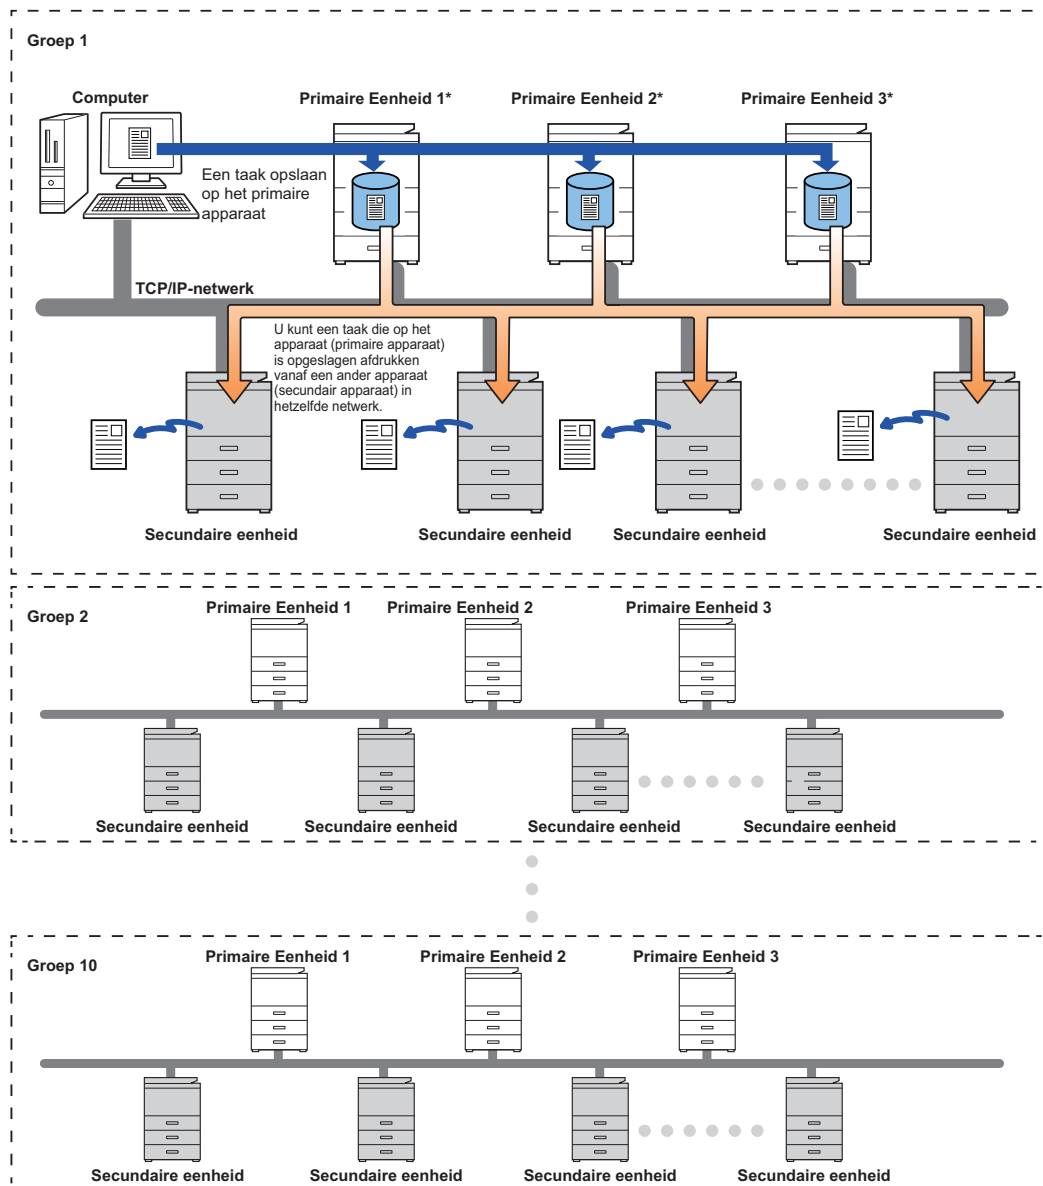 Groep 1
Computer
Primaire Eenheid 1*
Primaire Eenheid 2*
Primaire Eenheid 3*
Een taak opslaan
op het primaire
apparaat
TCP/IP-netwerk
U kunt een taak die op het
apparaat (primaire apparaat)
is opgeslagen afdrukken
vanaf een ander apparaat
(secundair apparaat) in
hetzelfde netwerk.
Secundaire eenheid
Secundaire eenheid
Secundaire eenheid
Secundaire eenheid
Groep 2
Primaire Eenheid 1
Primaire Eenheid 2
Primaire Eenheid 3
Secundaire eenheid
Secundaire eenheid
Secundaire eenheid
Secundaire eenheid
Groep 10
Primaire Eenheid 1
Primaire Eenheid 2
Primaire Eenheid 3
Secundaire eenheid
Secundaire eenheid
Secundaire eenheid
Secundaire eenheid